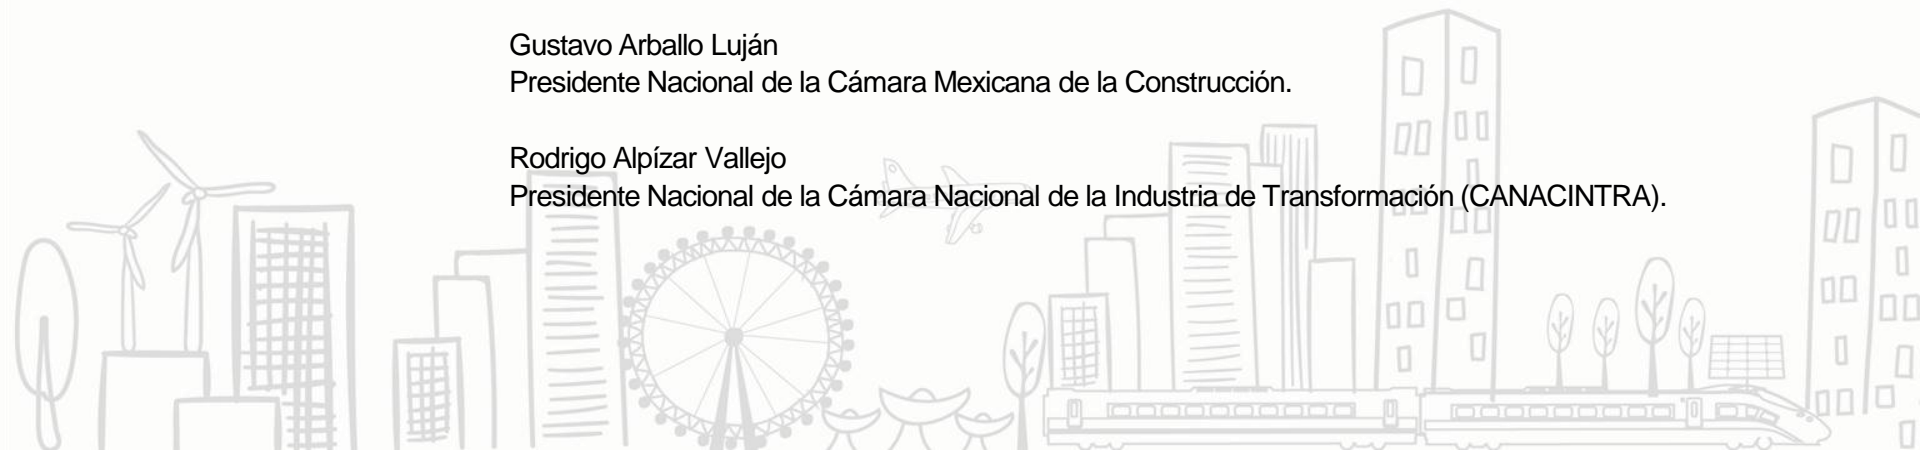 Gustavo Arballo Luján
Presidente Nacional de la Cámara Mexicana de la Construcción.
Rodrigo Alpízar Vallejo
Presidente Nacional de la Cámara Nacional de la Industria de Transformación (CANACINTRA).